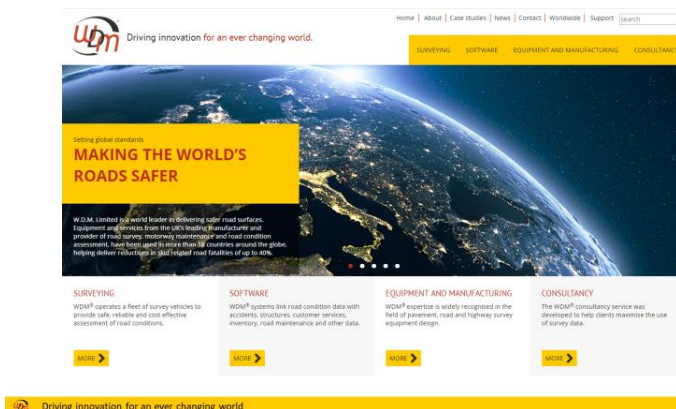 Home | About | Case studies | News | Contact | Worldwide | Support search
WDM
Driving innovation for an ever changing world.
SURVEYING SOFTWARE EQUIPMENT AND MANUFACTURING CONSULTANCY
Setting global standards
MAKING THE WORLD'S
ROADS SAFER
W.D.M. Limited is a world leader in delivering safer road surfaces.
Equipment and services from the UK's leading manufacturer and
provider of road survey, motorway maintenance and road condition
assessment, have been used in more than 18 countries around the globe,
helping deliver reductions in skid related road fatalities of up to 40%.
SURVEYING
WDM® operates a fleet of survey vehicles to
provide safe, reliable and cost effective
assessment of road conditions.
MORE
SOFTWARE
WDM® systems link road condition data with
accidents, structures, customer services,
inventory, road maintenance and other data.
MORE
EQUIPMENT AND MANUFACTURING
WDM® expertise is widely recognised in the
field of pavement, road and highway survey
equipment design.
MORE
CONSULTANCY
The WDM® consultancy service was
developed to help clients maximise the use
of survey data.
MORE
WDM Driving innovation for an ever changing world